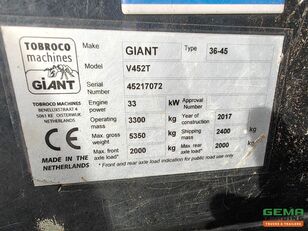 TOBROCO
machines
GiANT
TOBROCO MACHINES
BENELUXSTRAAT 4
5061 KE OISTERWIJK
NETHERLANDS
MADE IN THE
NETHERLANDS
Make GIANT Type 36-45
Model V452T
Serial Number 45217072
Engine power 33 kW Approval Number
Operating mass 3300 kg Year of construction 2017
Max. gross weight 5350 kg Shipping mass 2400 kg
Max. front axle load* 2000 kg Max. rear axle load* 2000 kg
* Front and rear axle load indication for public road use only
GEMA
TRUCKS & TRAILERS